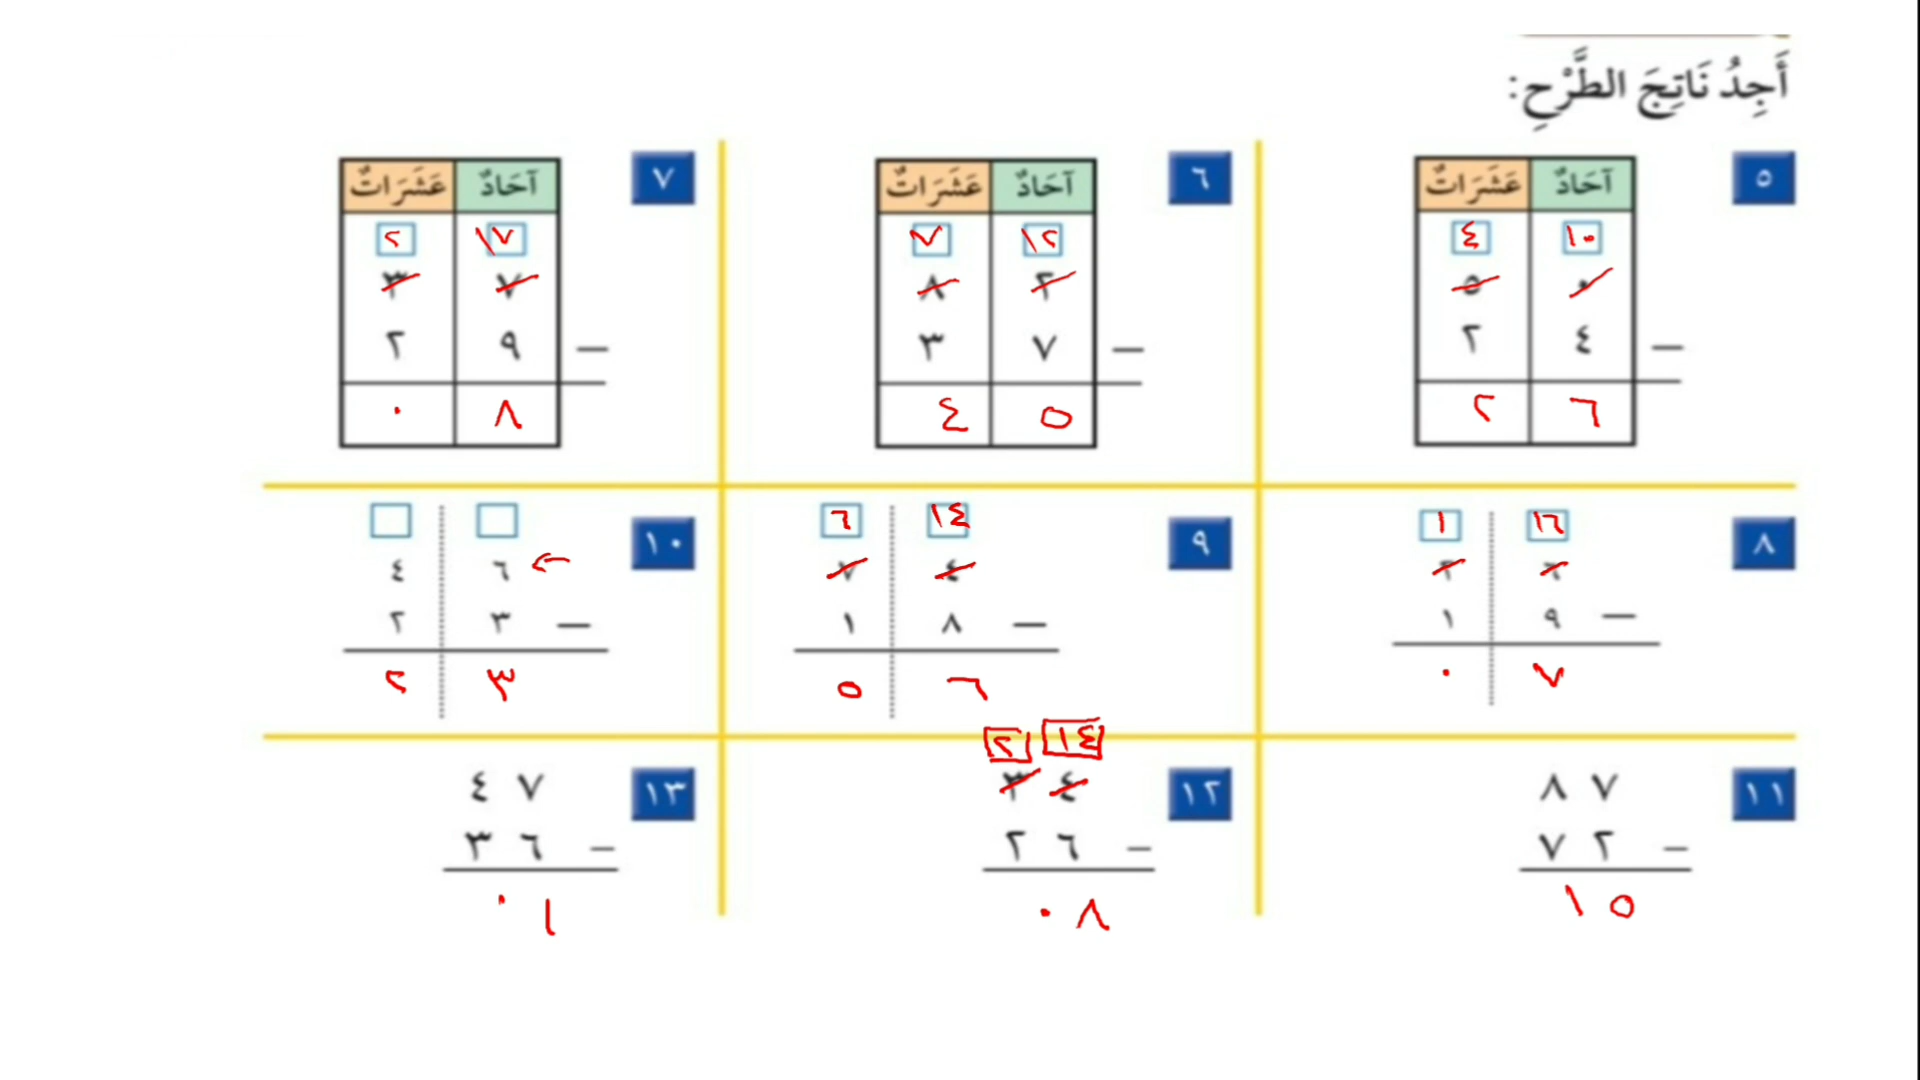 أَجِدُ نَاتِجَ الطَّرْحِ:
٥
عَشَرَاتٌ آحَادٌ
٤ ١٠
٥ ٠
٢ ٤ −
٢ ٦
٦
عَشَرَاتٌ آحَادٌ
٧ ١٢
٨ ٢
٣ ٧ −
٤ ٥
٧
عَشَرَاتٌ آحَادٌ
٢ ١٧
٣ ٧
٢ ٩ −
٠ ٨
٨
١ ١٦
٢ ٦
١ ٩ −
٠ ٧
٩
٦ ١٤
٧ ٤
١ ٨ −
٥ ٦
١٠
٤ ٦
٢ ٣ −
٢ ٣
١١
٨ ٧
٧ ٢ −
١ ٥
١٢
٢ ١٤
٣ ٤
٢ ٦ −
٠ ٨
١٣
٤ ٧
٣ ٦ −
٠ ١